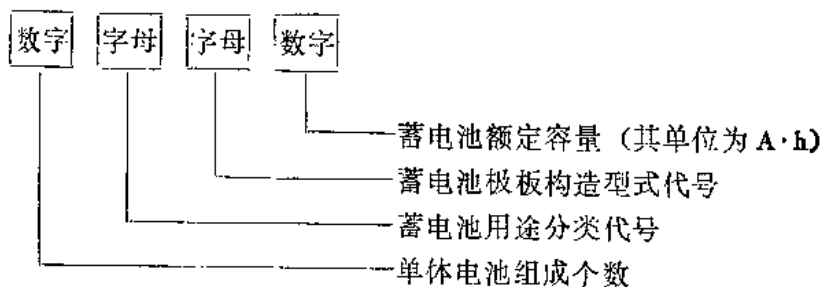 数字 字母 字母 数字
蓄电池额定容量（其单位为 A·h）
蓄电池极板构造型式代号
蓄电池用途分类代号
单体电池组成个数